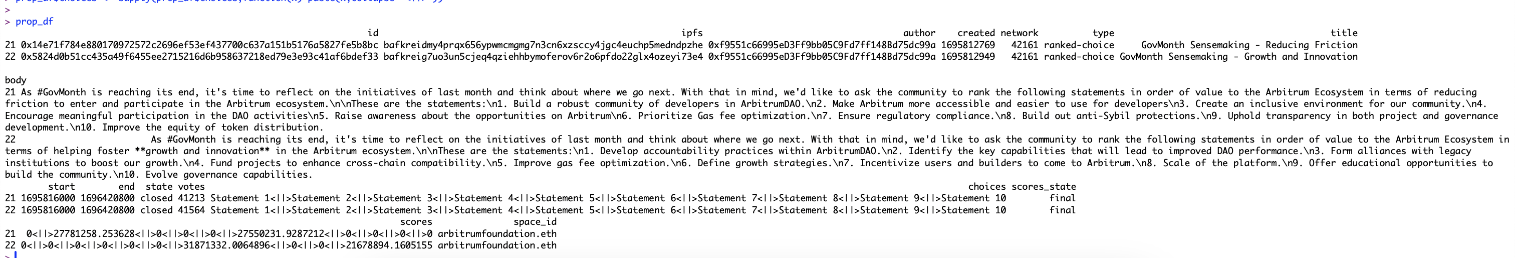 >
> prop_df
id ipfs author created network type title
21 0x14e71f784e880170972572c2696ef53ef437700c637a151b5176a5827fe5b8bc bafkreidmy4prqx656ypwmcmgmg7n3cn6xzsccy4jgc4euchp5medndpzhe 0xf9551c66995eD3Ff9bb05C9Fd7ff148Bd75dc99a 1695812769 42161 ranked-choice GovMonth Sensemaking - Reducing Friction
22 0x5824d0b51cc435a49f6455ee2715216d6b958637218ed79e3e93c41af6bdef33 bafkreig7uo3un5cjeq4qziehhbymoferov6rZo6pfdo2Zglx4ozeyi73e4 0xf9551c66995eD3Ff9bb05C9Fd7ff148Bd75dc99a 1695812949 42161 ranked-choice GovMonth Sensemaking - Growth and Innovation
body
21 As #GovMonth is reaching its end, it's time to reflect on the initiatives of last month and think about where we go next. With that in mind, we'd like to ask the community to rank the following statements in order of value to the Arbitrum Ecosystem in terms of reducing
friction to enter and participate in the Arbitrum ecosystem.\n\nThese are the statements:\n1. Build a robust community of developers in ArbitrumDAO.\n2. Make Arbitrum more accessible and easier to use for developers\n3. Create an inclusive environment for our community.\n4.
Encourage meaningful participation in the DAO activities\n5. Raise awareness about the opportunities on Arbitrum\n6. Prioritize Gas fee optimization.\n7. Ensure regulatory compliance.\n8. Build out anti-Sybil protections.\n9. Uphold transparency in both project and governance
development.\n10. Improve the equity of token distribution.
22 As #GovMonth is reaching its end, it's time to reflect on the initiatives of last month and think about where we go next. With that in mind, we'd like to ask the community to rank the following statements in order of value to the Arbitrum Ecosystem in
terms of helping foster **growth and innovation** in the Arbitrum ecosystem.\n\nThese are the statements:\n1. Develop accountability practices within ArbitrumDAO.\n2. Identify the key capabilities that will lead to improved DAO performance.\n3. Form alliances with legacy
institutions to boost our growth.\n4. Fund projects to enhance cross-chain compatibility.\n5. Improve gas fee optimization.\n6. Define growth strategies.\n7. Incentivize users and builders to come to Arbitrum.\n8. Scale of the platform.\n9. Offer educational opportunities to
build the community.\n10. Evolve governance capabilities.
start end state votes choices scores_state
21 1695816000 1696420800 closed 41213 Statement 1<||>Statement 2<||>Statement 3<||>Statement 4<||>Statement 5<||>Statement 6<||>Statement 7<||>Statement 8<||>Statement 9<||>Statement 10 final
22 1695816000 1696420800 closed 41564 Statement 1<||>Statement 2<||>Statement 3<||>Statement 4<||>Statement 5<||>Statement 6<||>Statement 7<||>Statement 8<||>Statement 9<||>Statement 10 final
scores space_id
21 0<||>27781258.253628<||>0<||>0<||>0<||>27550231.9287212<||>0<||>0<||>0<||>0 arbitrumfoundation.eth
22 0<||>0<||>0<||>0<||>0<||>0<||>31871332.0064896<||>0<||>0<||>21678894.1605155 arbitrumfoundation.eth
>